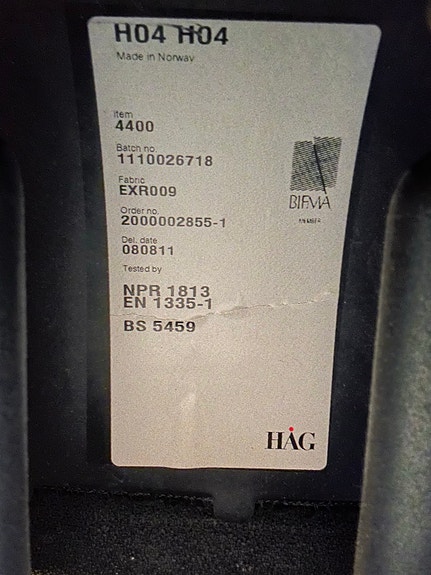 H04 H04
Made in Norway
Item
4400
Batch no.
1110026718
Fabric
EXR009
Order no.
2000002855-1
Del. date
080811
Tested by
NPR 1813
EN 1335-1
BS 5459
BIFMA
MEMBER
HÅG